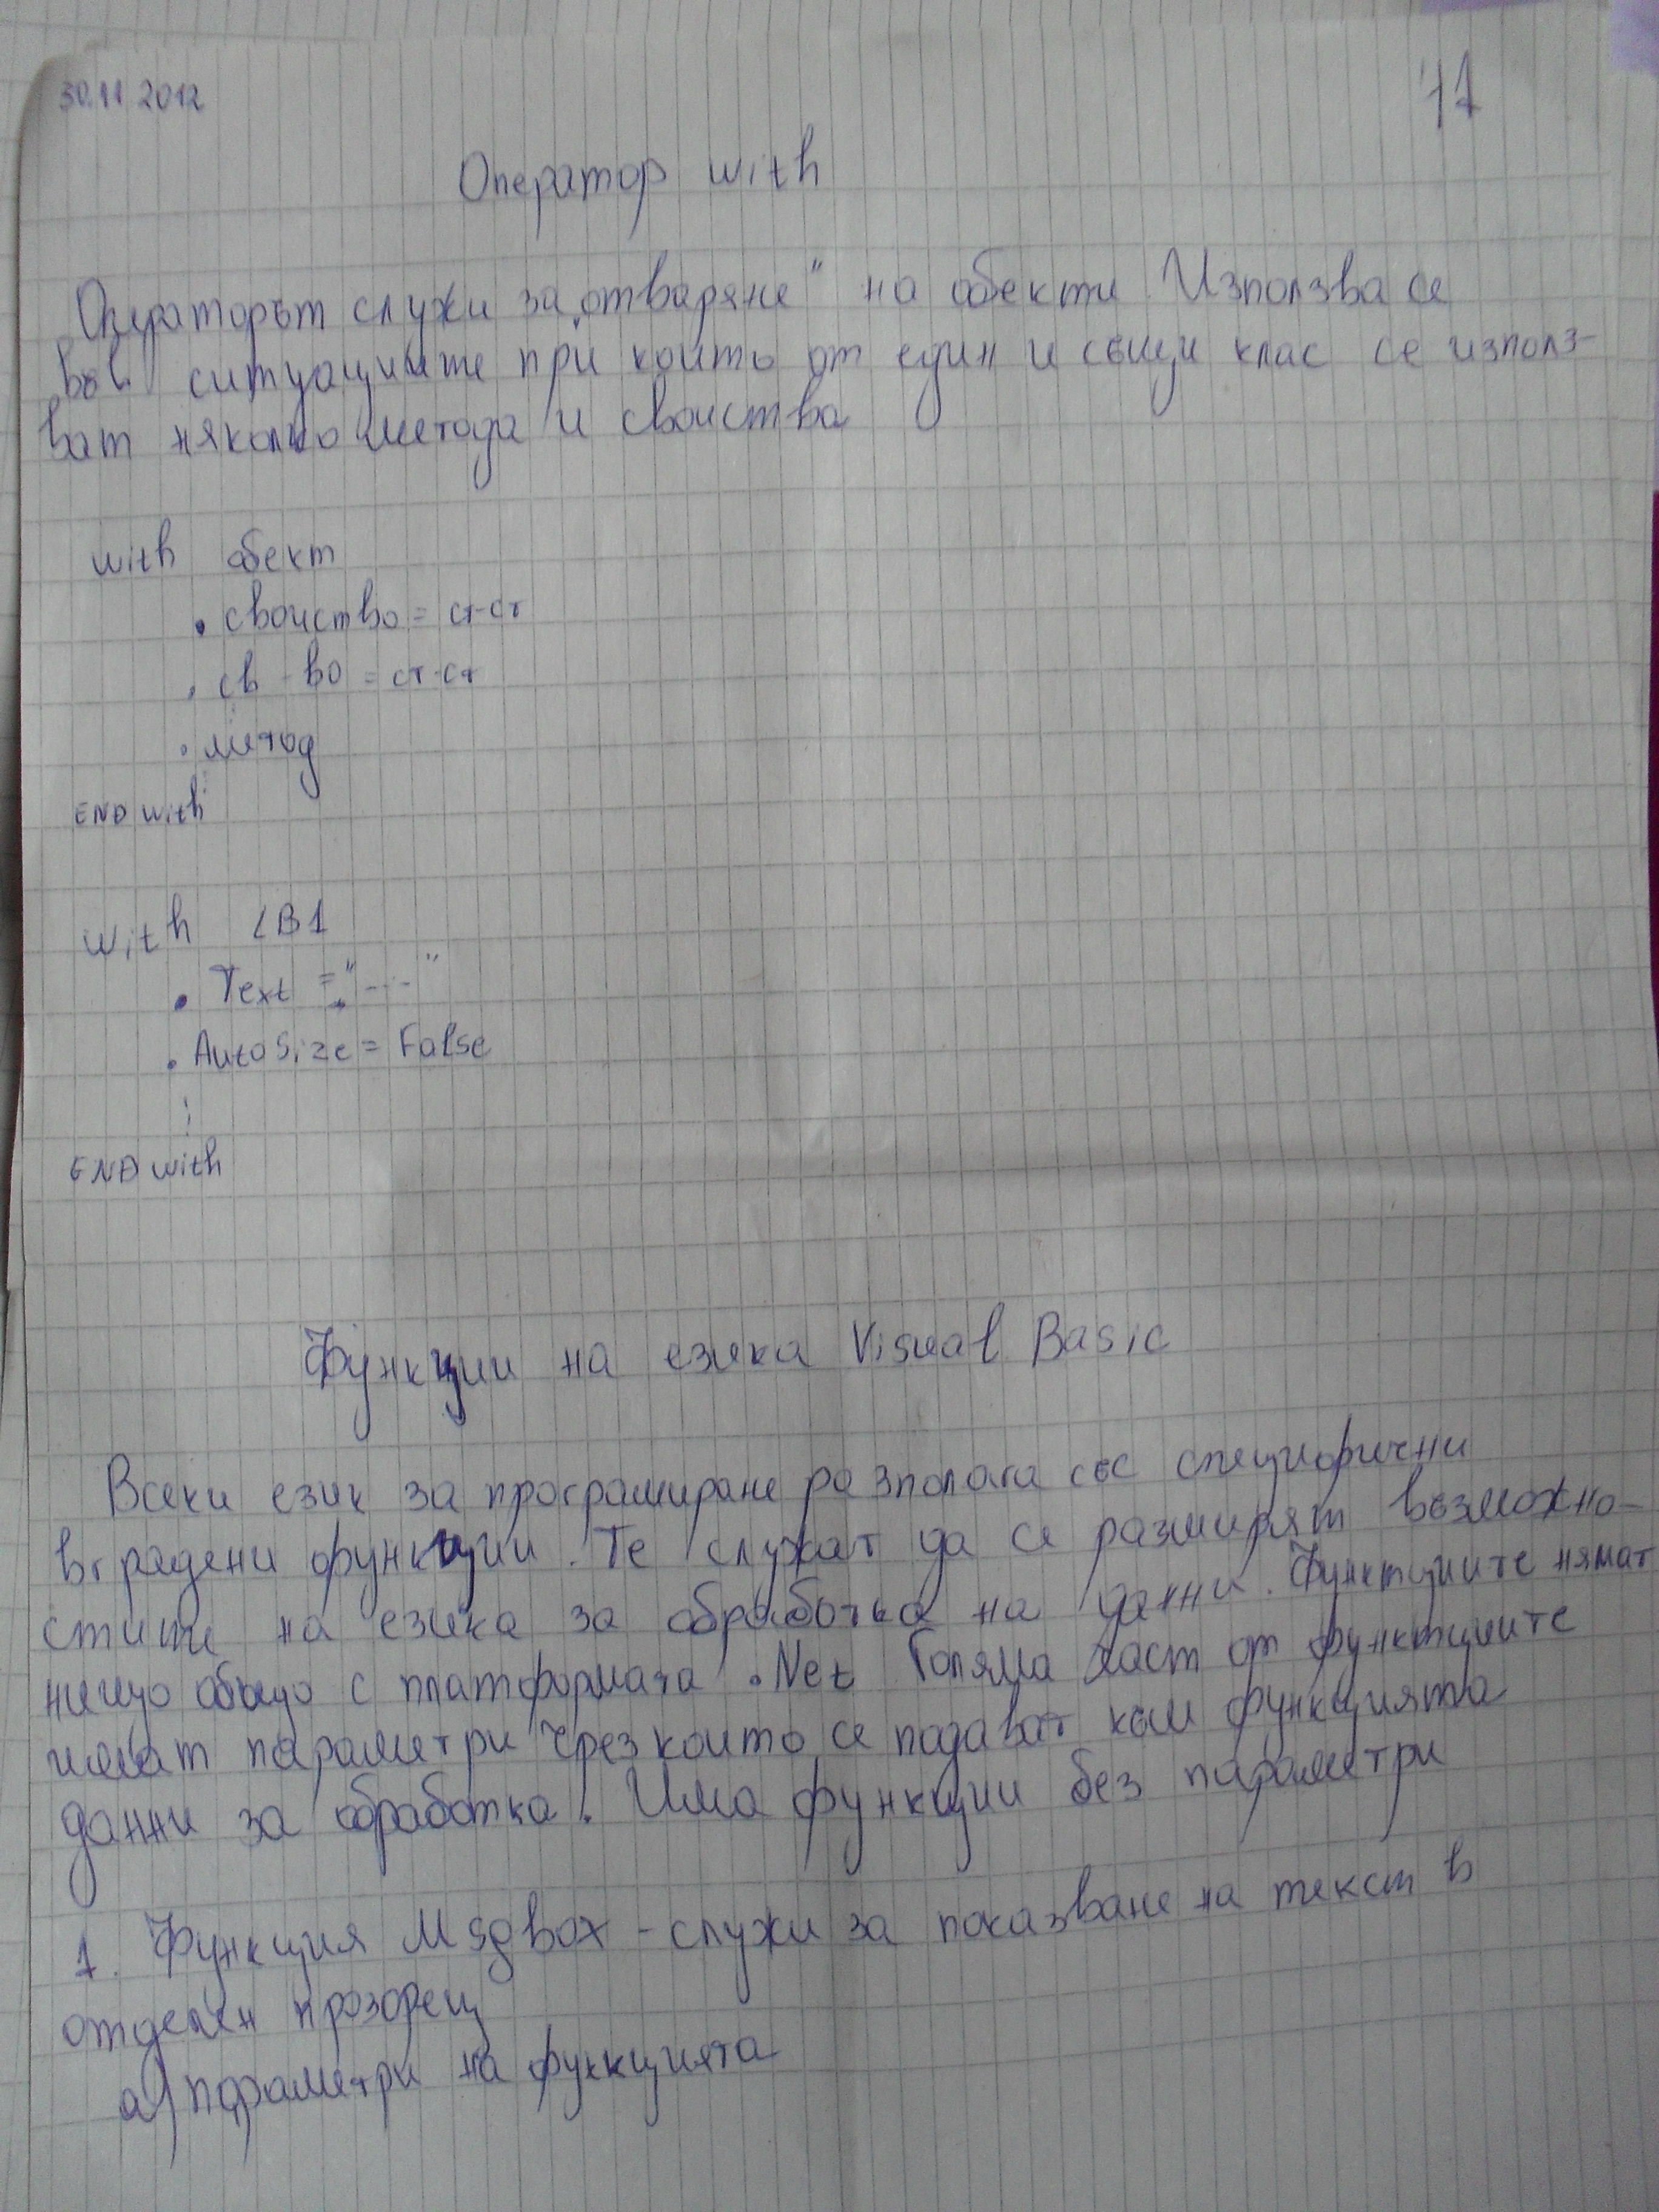 30.11 2012
Оператор with
Операторът служи за „отваряне" на обекти. Използва се
във ситуациите при които от един и същи клас се използ-
ват няколко метода и свойства
with обект
. свойство = ст-ст
. св-во = ст-ст
. метод
END with
with LB1
. Text = "---"
. AutoSize = False
⋮
END with
Функции на езика Visual Basic
Всеки език за програмиране разполага със специфични
вградени функции. Те служат да се разширят възможно-
стите на езика за обработка на данни. Функциите нямат
нищо общо с платформата .Net Голяма част от функциите
имат параметри чрез които се подават към функцията
данни за обработка. Има функции без параметри
1. Функция MsgBox - служи за показване на текст в
отделен прозорец
а) параметри на функцията